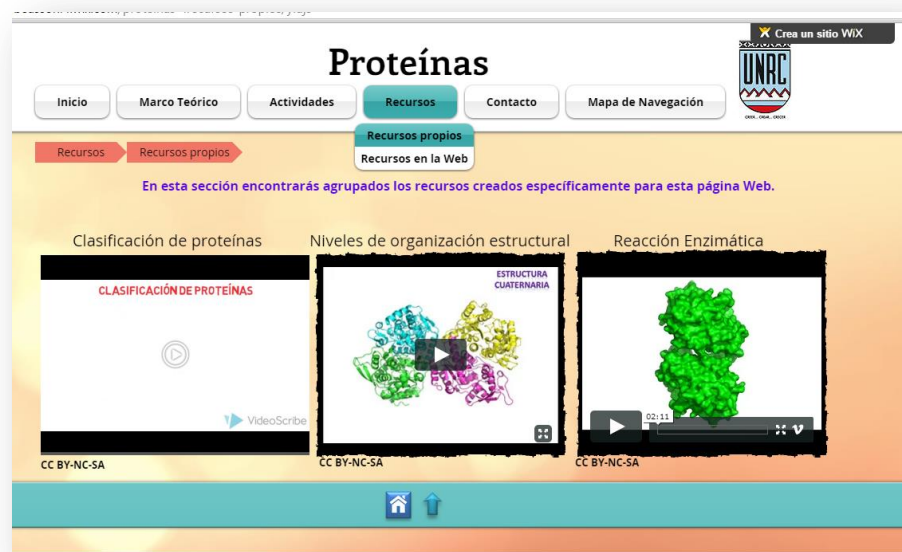 Crea un sitio WiX
Proteínas
UNRC
Inicio
Marco Teórico
Actividades
Recursos
Contacto
Mapa de Navegación
Recursos propios
Recursos en la Web
Recursos
Recursos propios
En esta sección encontrarás agrupados los recursos creados específicamente para esta página Web.
Clasificación de proteínas
Niveles de organización estructural
Reacción Enzimática
CLASIFICACIÓN DE PROTEÍNAS
VideoScribe
ESTRUCTURA
CUATERNARIA
02:11
CC BY-NC-SA
CC BY-NC-SA
CC BY-NC-SA